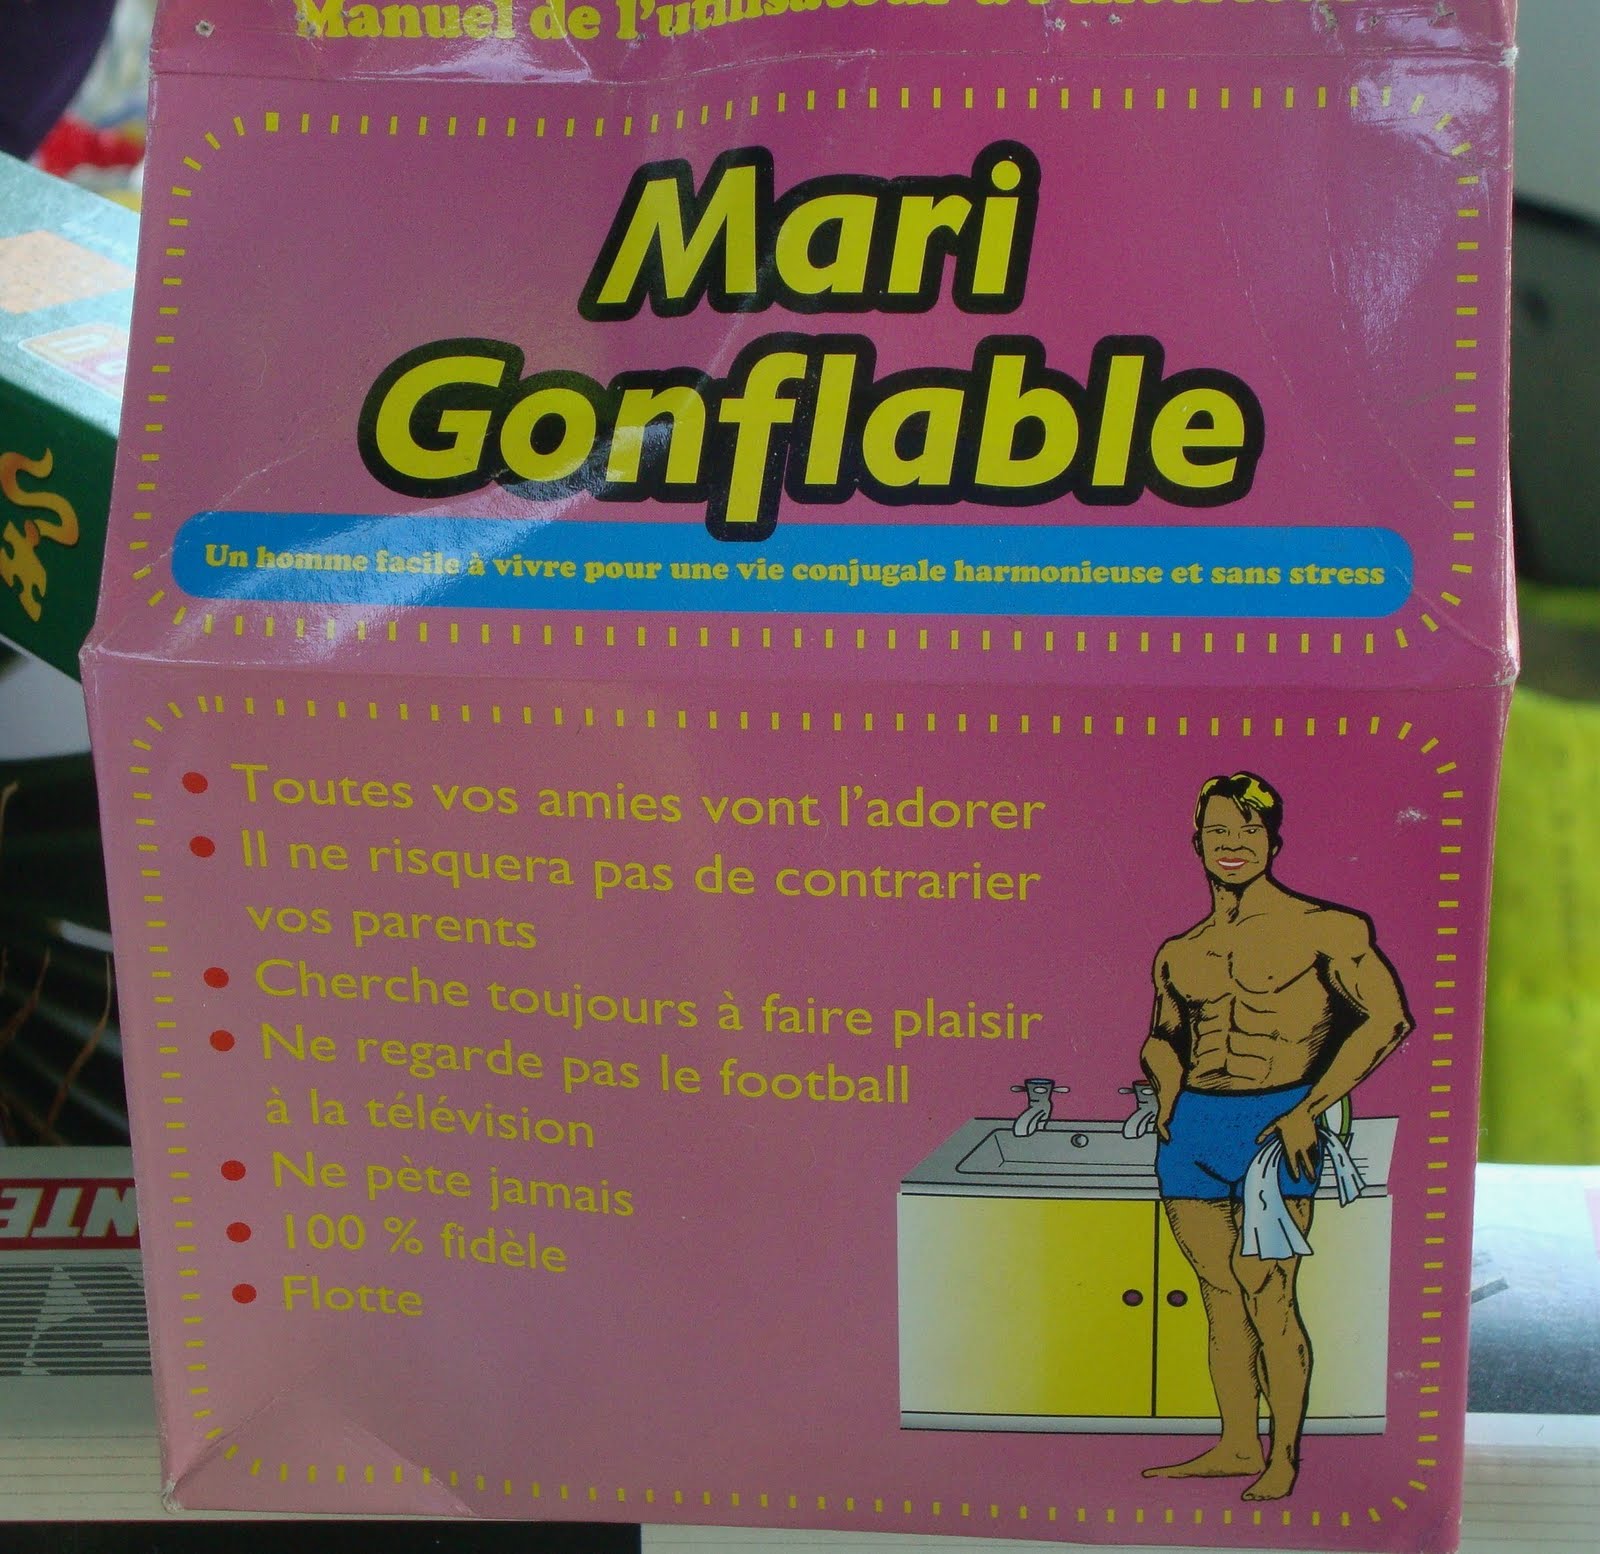 Manuel de l'utilisateur à l'intérieur
Mari
Gonflable
Un homme facile à vivre pour une vie conjugale harmonieuse et sans stress
• Toutes vos amies vont l'adorer
• Il ne risquera pas de contrarier
vos parents
• Cherche toujours à faire plaisir
• Ne regarde pas le football
à la télévision
• Ne pète jamais
• 100 % fidèle
• Flotte